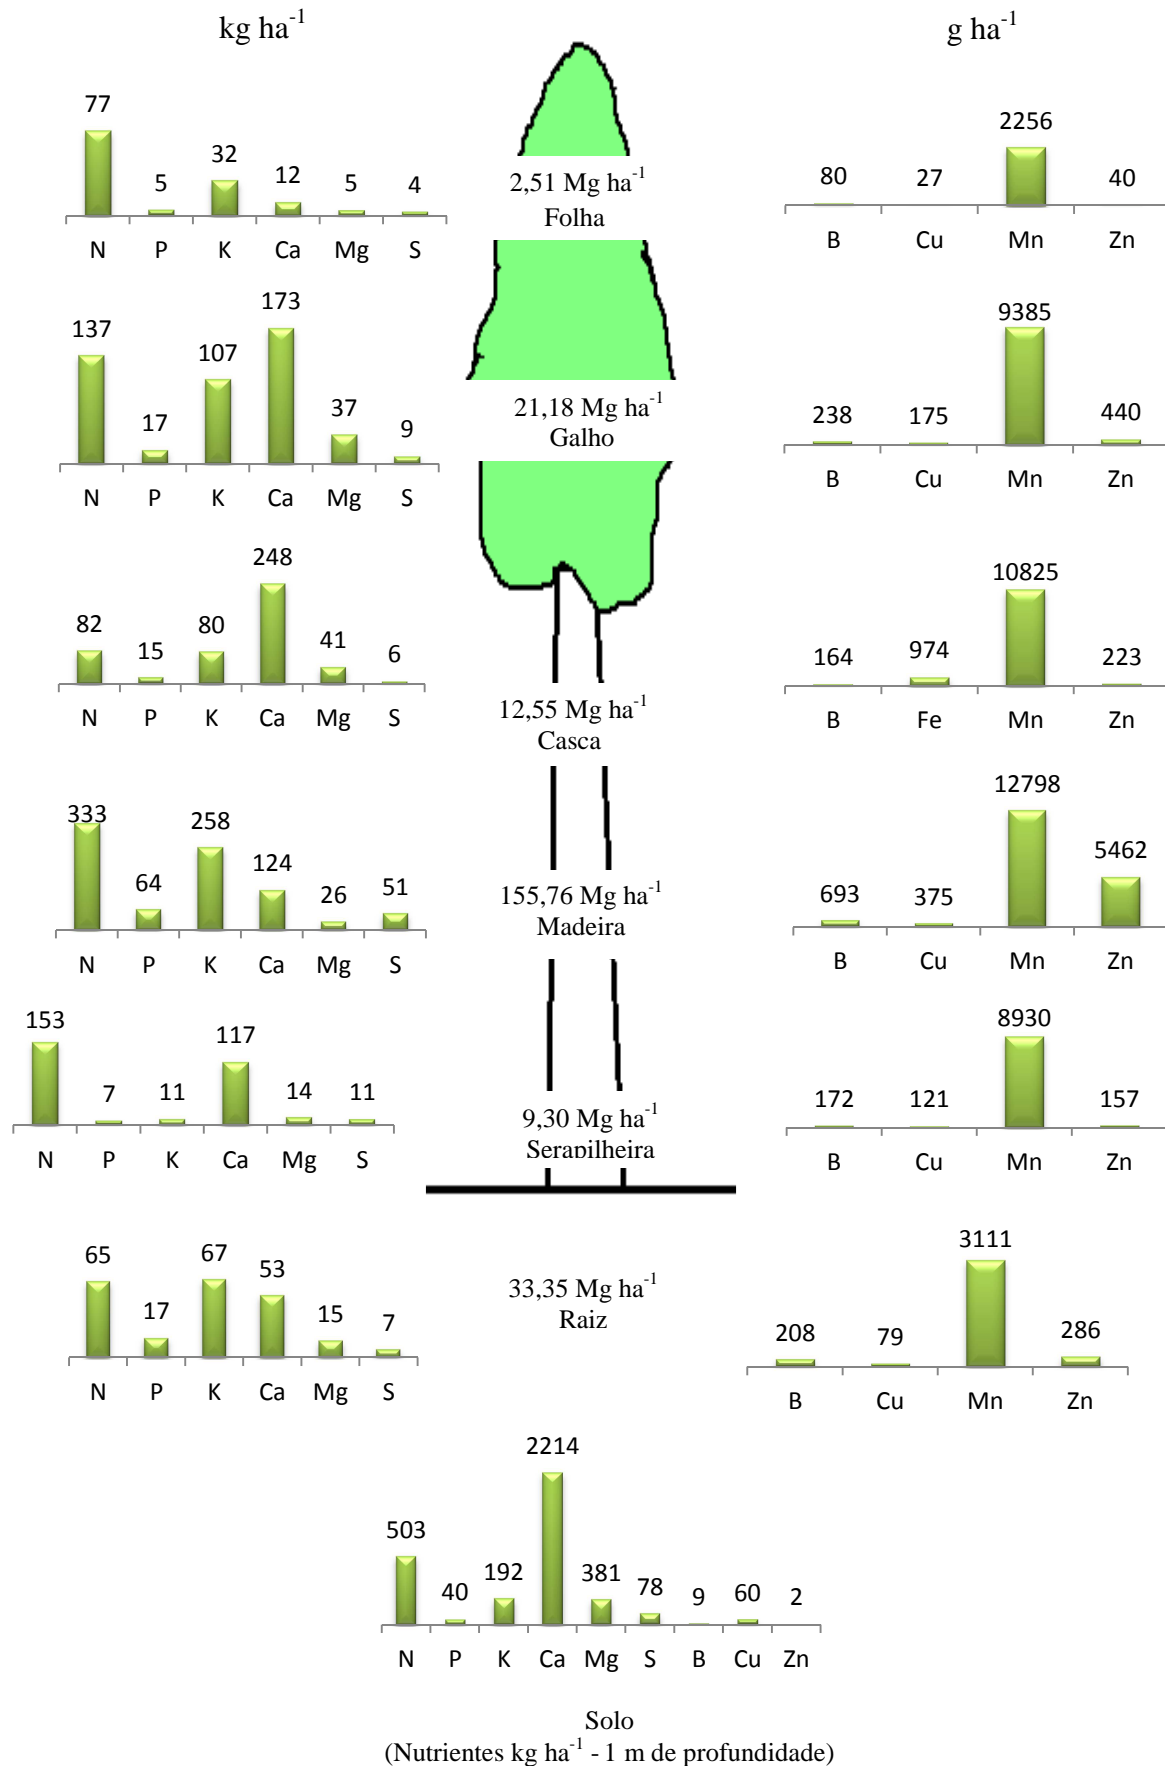 kg ha-1
g ha-1
77 5 32 12 5 4
N P K Ca Mg S
2,51 Mg ha-1
Folha
80 27 2256 40
B Cu Mn Zn
137 17 107 173 37 9
N P K Ca Mg S
21,18 Mg ha-1
Galho
238 175 9385 440
B Cu Mn Zn
82 15 80 248 41 6
N P K Ca Mg S
12,55 Mg ha-1
Casca
164 974 10825 223
B Fe Mn Zn
333 64 258 124 26 51
N P K Ca Mg S
155,76 Mg ha-1
Madeira
693 375 12798 5462
B Cu Mn Zn
153 7 11 117 14 11
N P K Ca Mg S
9,30 Mg ha-1
Serapilheira
172 121 8930 157
B Cu Mn Zn
65 17 67 53 15 7
N P K Ca Mg S
33,35 Mg ha-1
Raiz
208 79 3111 286
B Cu Mn Zn
503 40 192 2214 381 78 9 60 2
N P K Ca Mg S B Cu Zn
Solo
(Nutrientes kg ha-1 - 1 m de profundidade)